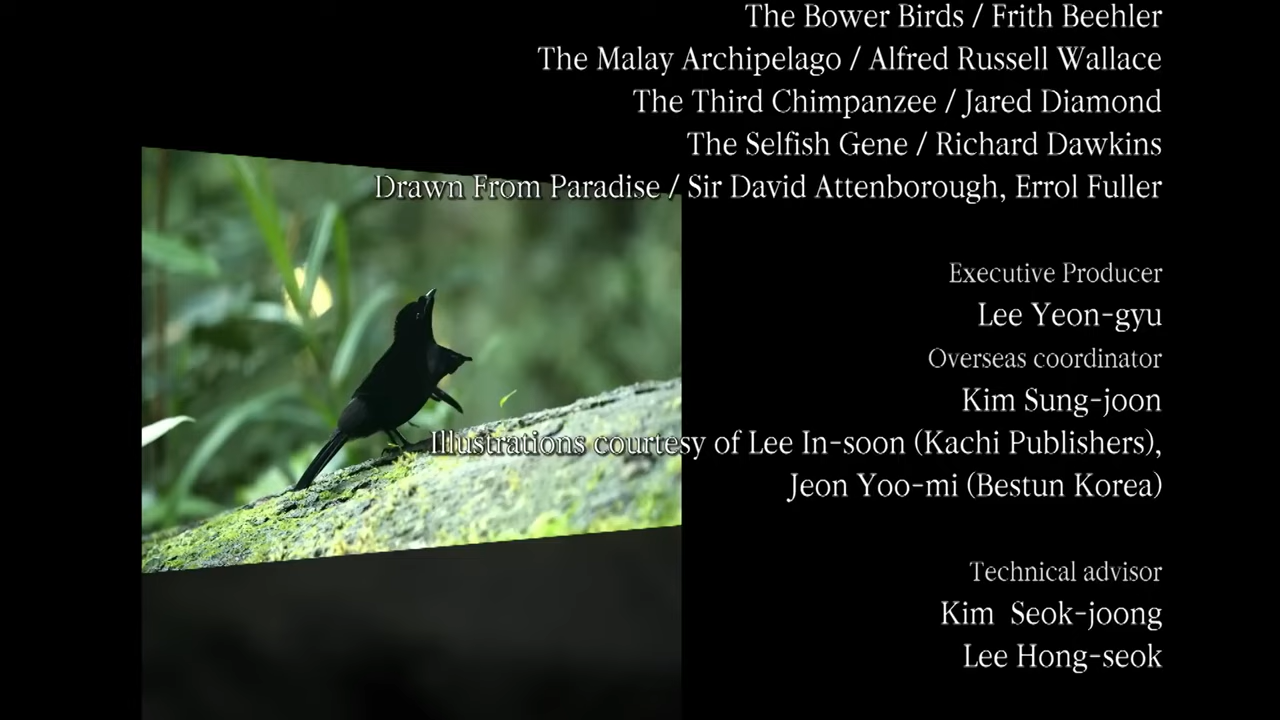 The Bower Birds / Frith Beehler
The Malay Archipelago / Alfred Russell Wallace
The Third Chimpanzee / Jared Diamond
The Selfish Gene / Richard Dawkins
Drawn From Paradise / Sir David Attenborough, Errol Fuller
Executive Producer
Lee Yeon-gyu
Overseas coordinator
Kim Sung-joon
Illustrations courtesy of Lee In-soon (Kachi Publishers),
Jeon Yoo-mi (Bestun Korea)
Technical advisor
Kim Seok-joong
Lee Hong-seok